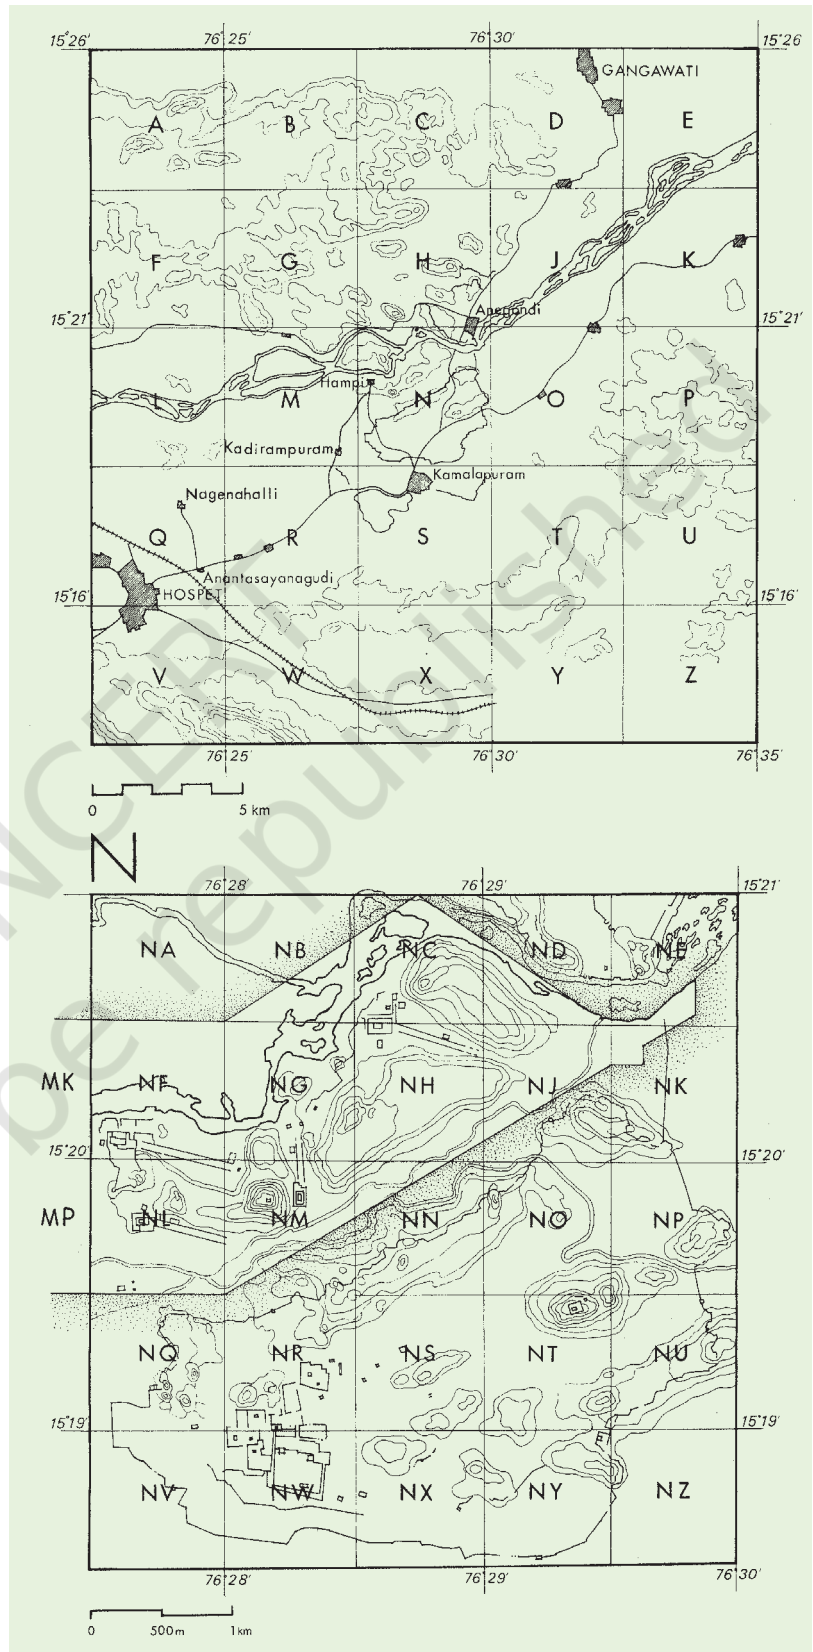 76°25' 76°30'
15°26' 15°26
GANGAWATI
A B C D E
F G H J K
Anegondi
15°21' 15°21'
Hampi
L M N O P
Kadirampuram
Kamalapuram
Nagenahalli
Q R S T U
Anantasayanagudi
HOSPET
15°16' 15°16'
V W X Y Z
76°25' 76°30' 76°35'
0 5 km
N
76°28' 76°29' 15°21'
NA NB NC ND NE
MK NF NG NH NJ NK
15°20' 15°20'
MP NL NM NN NO NP
NQ NR NS NT NU
15°19' 15°19'
NV NW NX NY NZ
76°28' 76°29' 76°30'
0 500m 1km
NCERT
be republished